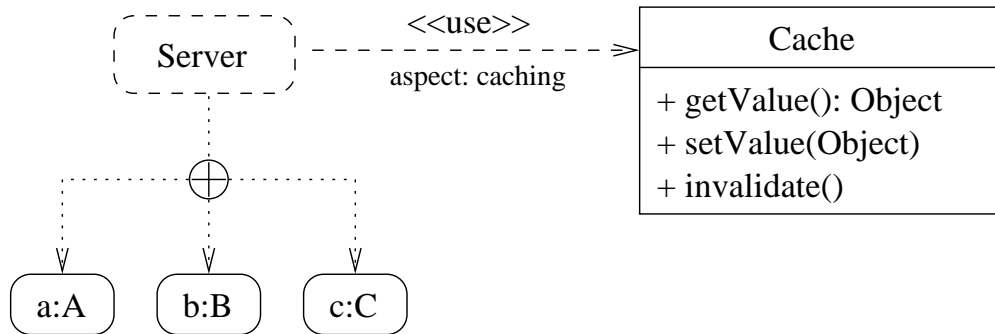 Server
<<use>>
aspect: caching
Cache
+ getValue(): Object
+ setValue(Object)
+ invalidate()
a:A
b:B
c:C